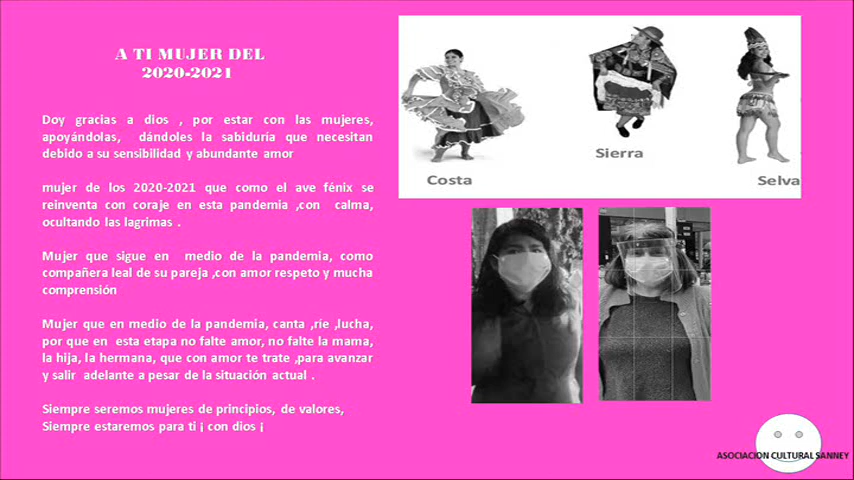 A TI MUJER DEL
2020-2021
Doy gracias a dios , por estar con las mujeres,
apoyándolas, dándoles la sabiduría que necesitan
debido a su sensibilidad y abundante amor
mujer de los 2020-2021 que como el ave fénix se
reinventa con coraje en esta pandemia ,con calma,
ocultando las lagrimas .
Mujer que sigue en medio de la pandemia, como
compañera leal de su pareja ,con amor respeto y mucha
comprensión
Mujer que en medio de la pandemia, canta ,ríe ,lucha,
por que en esta etapa no falte amor, no falte la mama,
la hija, la hermana, que con amor te trate ,para avanzar
y salir adelante a pesar de la situación actual .
Siempre seremos mujeres de principios, de valores,
Siempre estaremos para ti ¡ con dios ¡
Costa
Sierra
Selva
ASOCIACION CULTURAL SANNEY